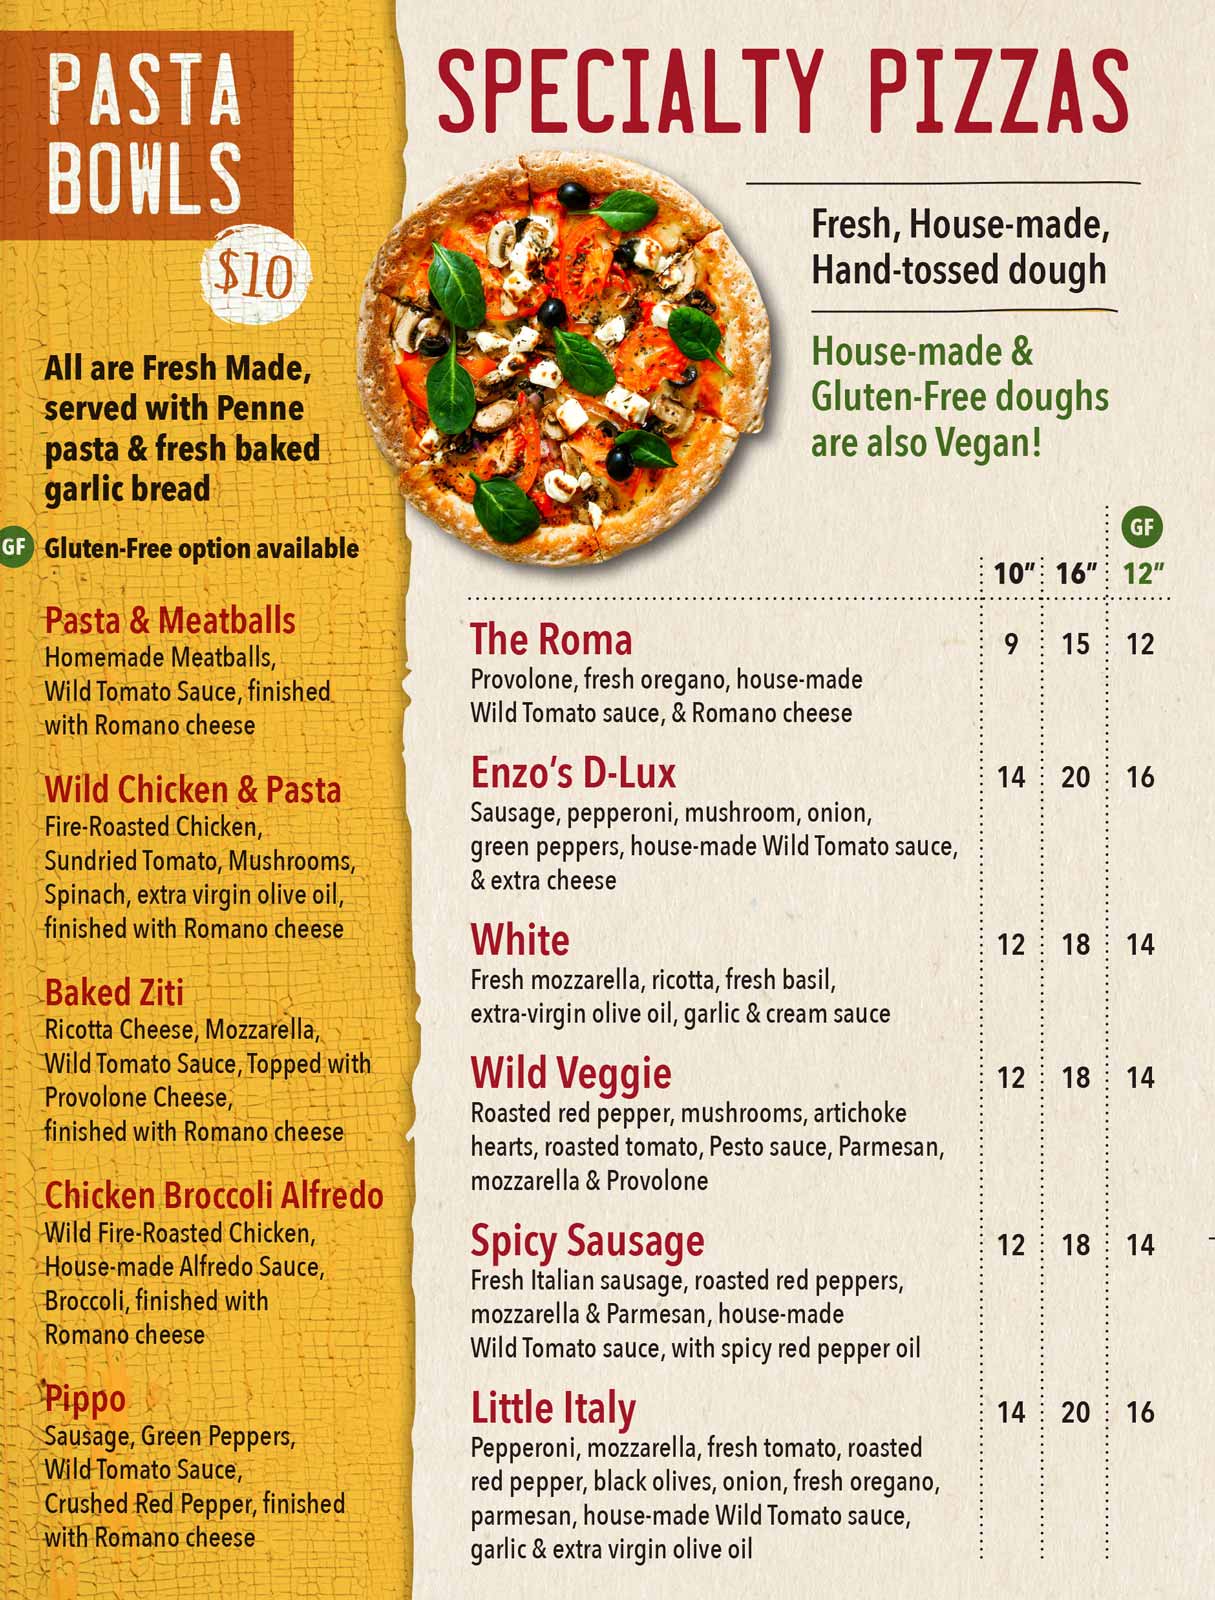 PASTA
BOWLS
$10
All are Fresh Made,
served with Penne
pasta & fresh baked
garlic bread
GF Gluten-Free option available
Pasta & Meatballs
Homemade Meatballs,
Wild Tomato Sauce, finished
with Romano cheese
Wild Chicken & Pasta
Fire-Roasted Chicken,
Sundried Tomato, Mushrooms,
Spinach, extra virgin olive oil,
finished with Romano cheese
Baked Ziti
Ricotta Cheese, Mozzarella,
Wild Tomato Sauce, Topped with
Provolone Cheese,
finished with Romano cheese
Chicken Broccoli Alfredo
Wild Fire-Roasted Chicken,
House-made Alfredo Sauce,
Broccoli, finished with
Romano cheese
Pippo
Sausage, Green Peppers,
Wild Tomato Sauce,
Crushed Red Pepper, finished
with Romano cheese
SPECIALTY PIZZAS
Fresh, House-made,
Hand-tossed dough
House-made &
Gluten-Free doughs
are also Vegan!
GF
10” 16” 12”
The Roma 9 15 12
Provolone, fresh oregano, house-made
Wild Tomato sauce, & Romano cheese
Enzo‘s D-Lux 14 20 16
Sausage, pepperoni, mushroom, onion,
green peppers, house-made Wild Tomato sauce,
& extra cheese
White 12 18 14
Fresh mozzarella, ricotta, fresh basil,
extra-virgin olive oil, garlic & cream sauce
Wild Veggie 12 18 14
Roasted red pepper, mushrooms, artichoke
hearts, roasted tomato, Pesto sauce, Parmesan,
mozzarella & Provolone
Spicy Sausage 12 18 14
Fresh Italian sausage, roasted red peppers,
mozzarella & Parmesan, house-made
Wild Tomato sauce, with spicy red pepper oil
Little Italy 14 20 16
Pepperoni, mozzarella, fresh tomato, roasted
red pepper, black olives, onion, fresh oregano,
parmesan, house-made Wild Tomato sauce,
garlic & extra virgin olive oil